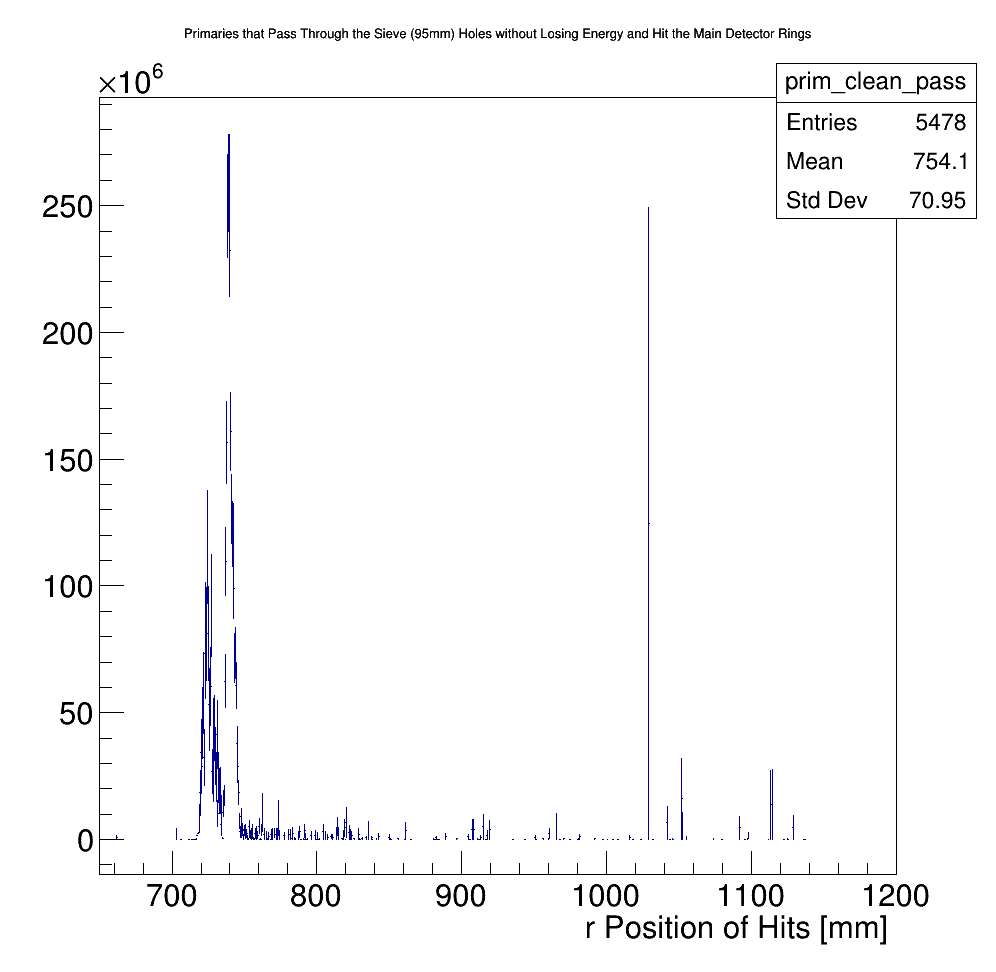 Primaries that Pass Through the Sieve (95mm) Holes without Losing Energy and Hit the Main Detector Rings
×10^6
prim_clean_pass
Entries 5478
Mean 754.1
Std Dev 70.95
250
200
150
100
50
0
700 800 900 1000 1100 1200
r Position of Hits [mm]